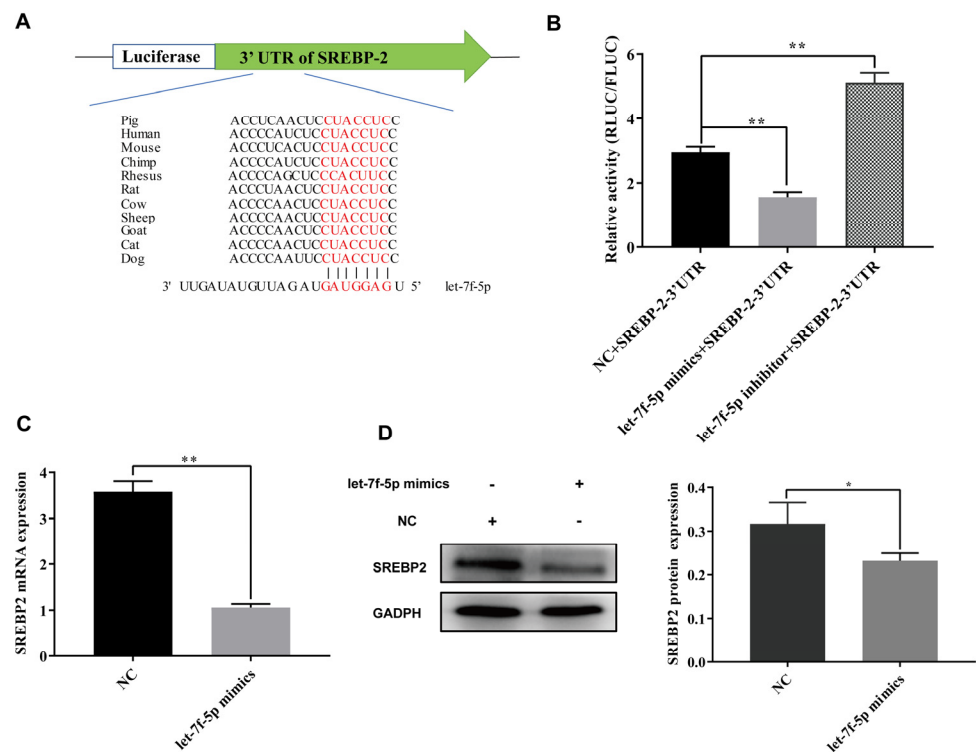 A
Luciferase 3' UTR of SREBP-2
Pig ACCUCAACUCCUACCUCC
Human ACCCCAUCUCCUACCUCC
Mouse ACCUCACUCCUACCUCC
Chimp ACCCCAUCUCCUACCUCC
Rhesus ACCCCAGCUCCCACUUCC
Rat ACCCUAACUCCUACCUCC
Cow ACCCCAACUCCUACCUCC
Sheep ACCCCAACUCCUACCUCC
Goat ACCCCAACUCCUACCUCC
Cat ACCCCAAUCUCCUACCUCC
Dog ACCCCAAUUCCUACCUCC
3' UUGAUAUGUUAGAUGAUGGAGU 5' let-7f-5p
B
Relative activity (RLUC/FLUC)
6
4
2
0
**
**
NC+SREBP-2-3'UTR
let-7f-5p mimics+SREBP-2-3'UTR
let-7f-5p inhibitor+SREBP-2-3'UTR
C
SREBP2 mRNA expression
4
3
2
1
0
**
NC
let-7f-5p mimics
D
let-7f-5p mimics - +
NC + -
SREBP2
GADPH
SREBP2 protein expression
0.4
0.3
0.2
0.1
0.0
*
NC
let-7f-5p mimics